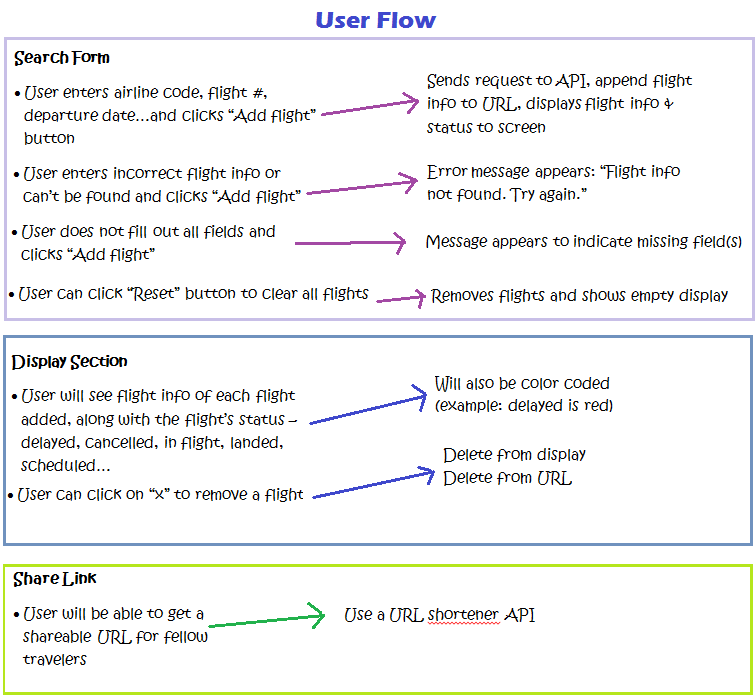 User Flow
Search Form
• User enters airline code, flight #,
departure date...and clicks “Add flight”
button
Sends request to API, append flight
info to URL, displays flight info &
status to screen
• User enters incorrect flight info or
can’t be found and clicks “Add flight”
Error message appears: “Flight info
not found. Try again.”
• User does not fill out all fields and
clicks “Add flight”
Message appears to indicate missing field(s)
• User can click “Reset” button to clear all flights
Removes flights and shows empty display
Display Section
• User will see flight info of each flight
added, along with the flight’s status –
delayed, cancelled, in flight, landed,
scheduled...
Will also be color coded
(example: delayed is red)
• User can click on “x” to remove a flight
Delete from display
Delete from URL
Share Link
• User will be able to get a
shareable URL for fellow
travelers
Use a URL shortener API